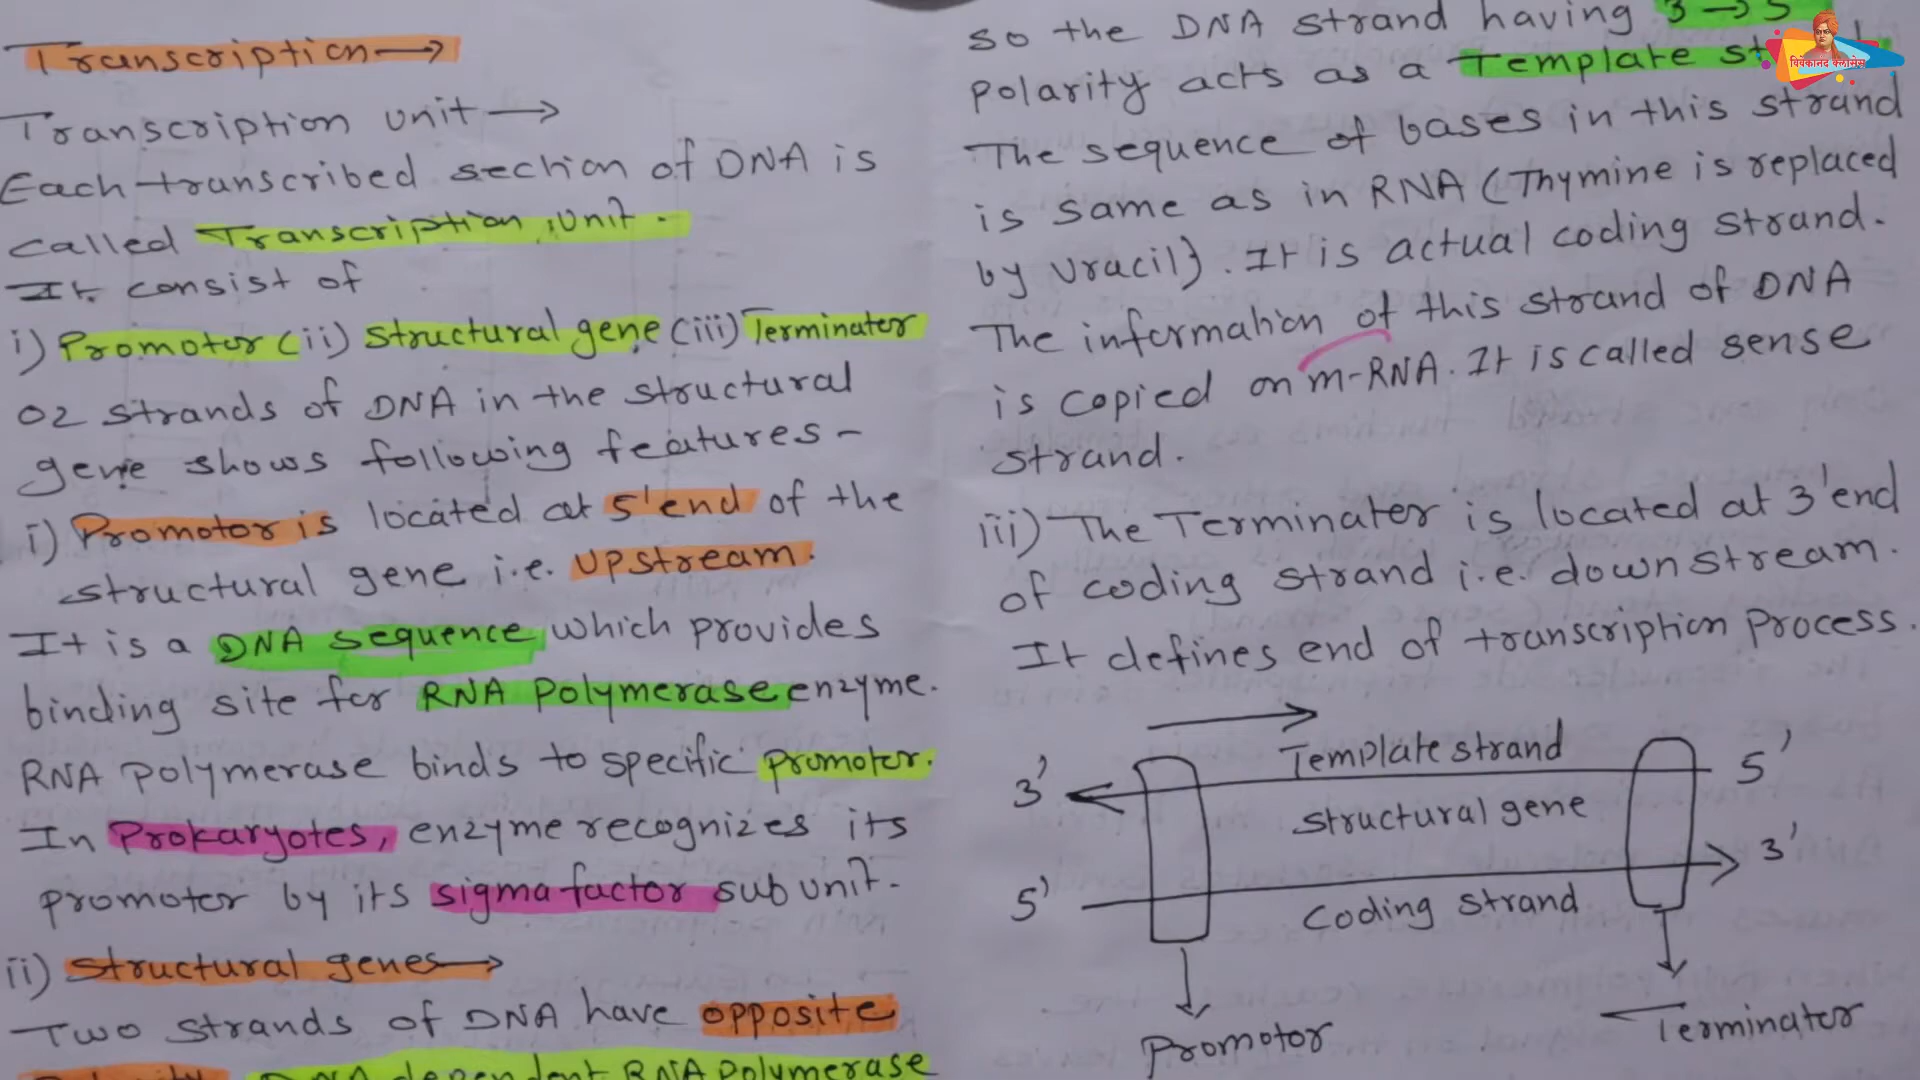 Transcription →
Transcription unit →
Each transcribed section of DNA is
called Transcription unit.
It consist of
i) Promotor (ii) Structural gene (iii) Terminator
02 strands of DNA in the structural
gene shows following features-
i) Promotor is located at 5' end of the
structural gene i.e. Upstream.
It is a DNA sequence which provides
binding site for RNA Polymerase enzyme.
RNA Polymerase binds to specific promoter.
In Prokaryotes, enzyme recognizes its
promoter by its sigma factor sub unit.
ii) Structural genes →
Two strands of DNA have opposite
DNA dependent RNA Polymerase
so the DNA strand having 3 → 5
polarity acts as a Template
The sequence of bases in this strand
is same as in RNA (Thymine is replaced
by Uracil). It is actual coding strand.
The information of this strand of DNA
is copied on m-RNA. It is called sense
strand.
iii) The Terminater is located at 3' end
of coding strand i.e. downstream.
It defines end of transcription Process.
Template strand
3'
5'
Structural gene
5'
3'
Coding strand
Promotor
Terminator
विवेकानंद क्लासेस